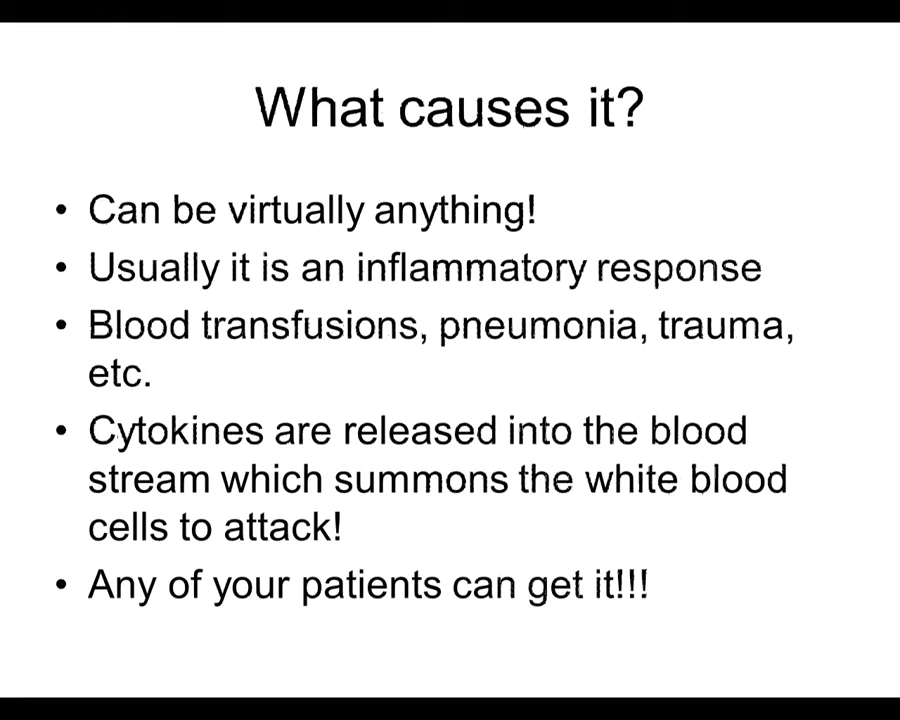 What causes it?
• Can be virtually anything!
• Usually it is an inflammatory response
• Blood transfusions, pneumonia, trauma,
etc.
• Cytokines are released into the blood
stream which summons the white blood
cells to attack!
• Any of your patients can get it!!!